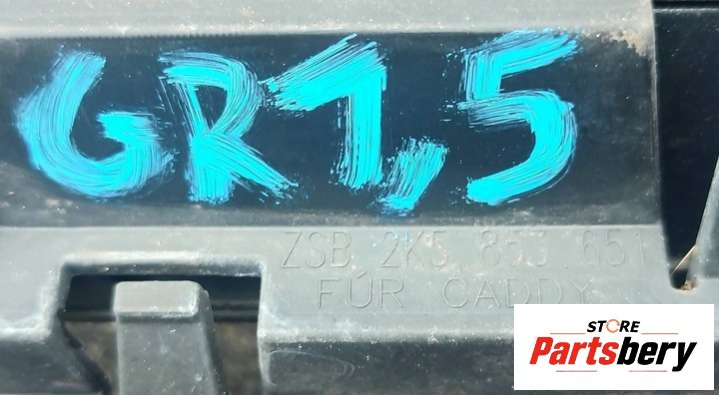 GR1,5
ZSB 2K5 853 651
FÜR CADDY
STORE
Partsbery